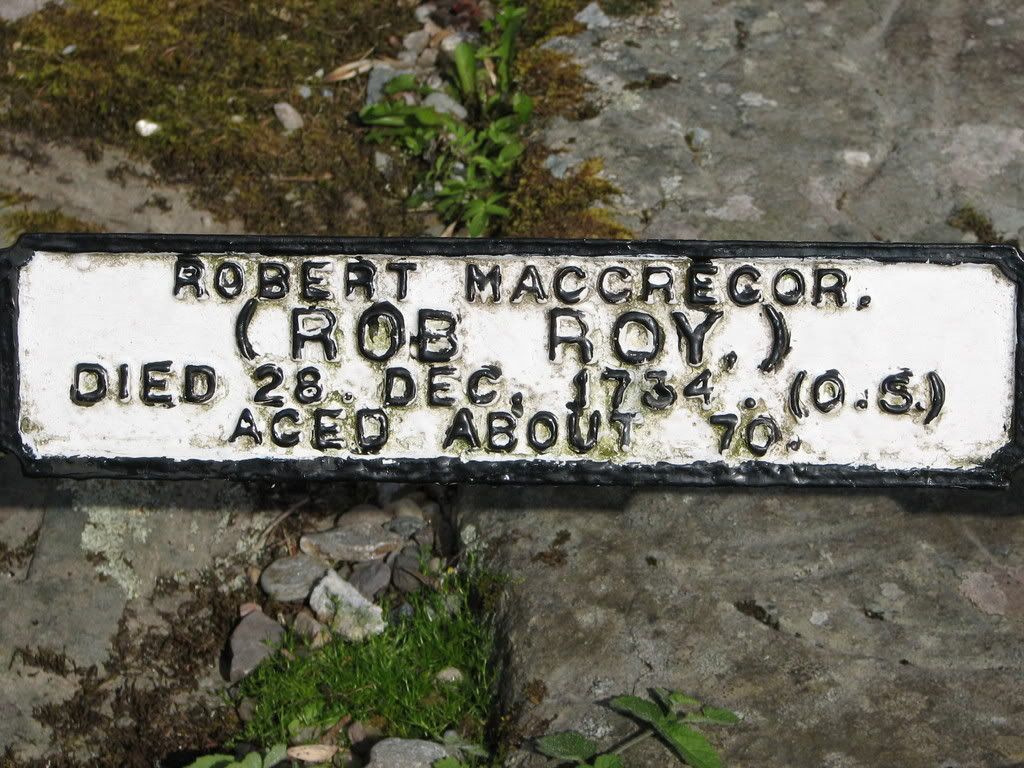 ROBERT MACGREGOR.
(ROB ROY.)
DIED 28. DEC, 1734. (O.S.)
AGED ABOUT 70.